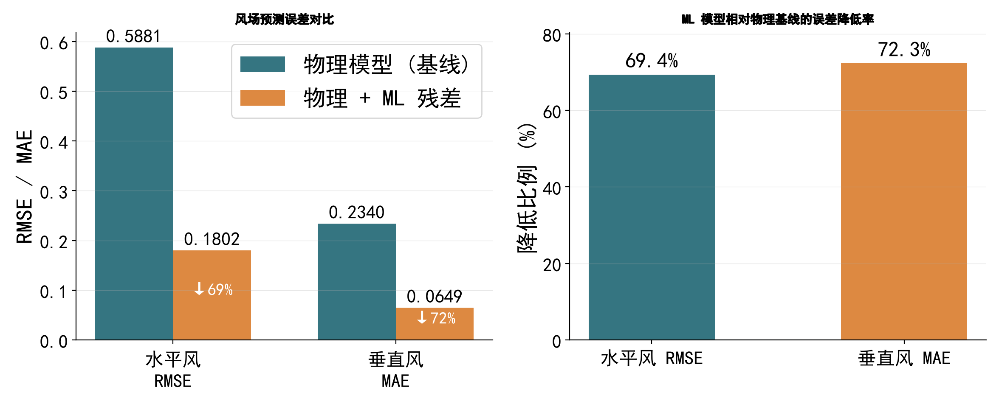 风场预测误差对比
RMSE / MAE
0.6
0.5
0.4
0.3
0.2
0.1
0.0
0.5881
0.1802
↓69%
0.2340
0.0649
↓72%
物理模型 (基线)
物理 + ML 残差
水平风
RMSE
垂直风
MAE
ML 模型相对物理基线的误差降低率
降低比例 (%)
80
60
40
20
0
69.4%
72.3%
水平风 RMSE
垂直风 MAE